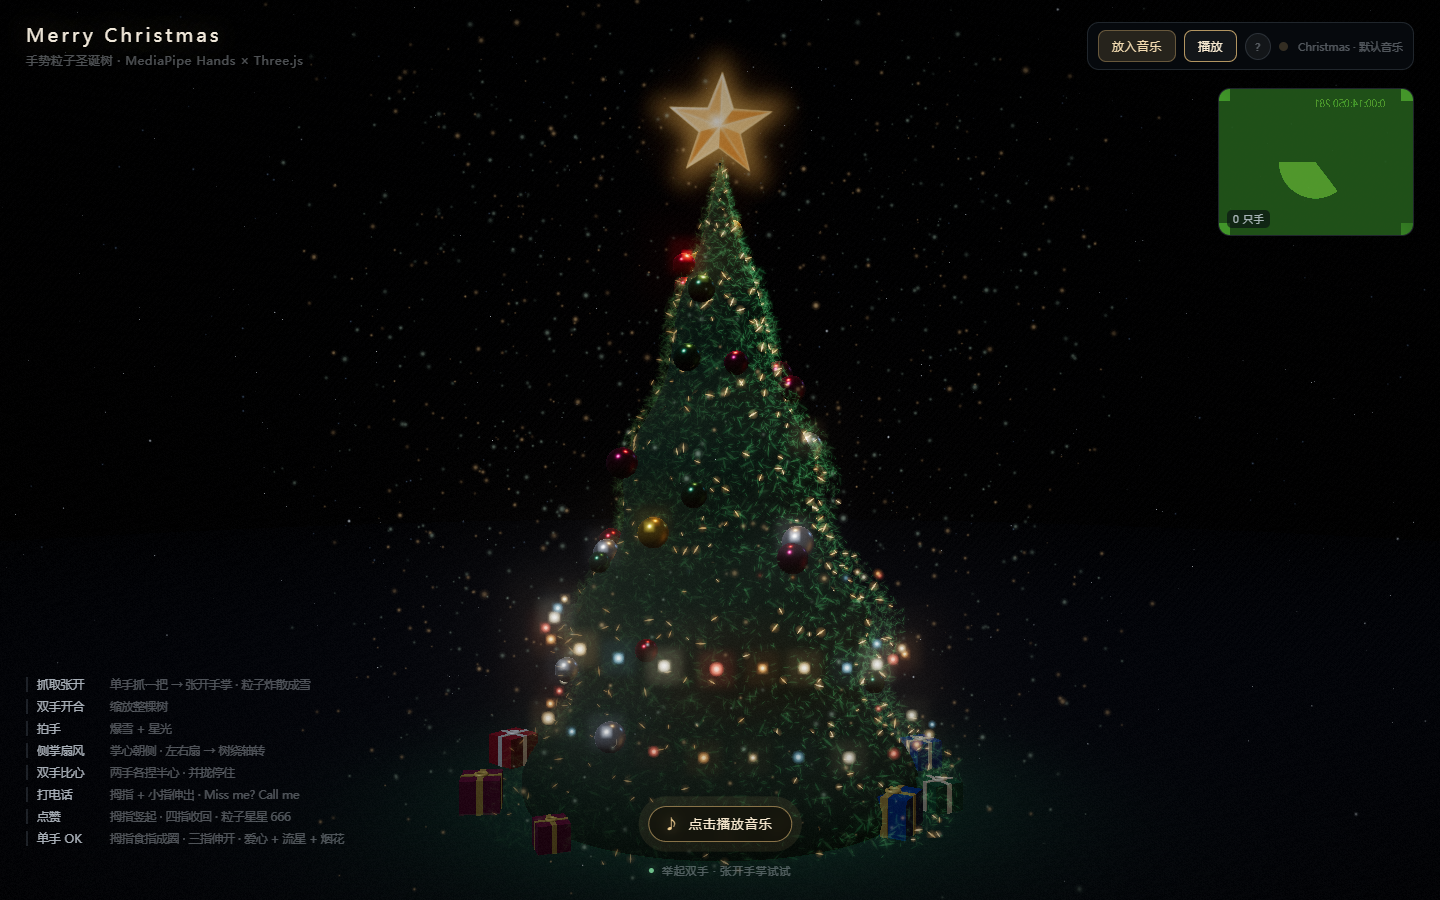 Merry Christmas
手势粒子圣诞树 · MediaPipe Hands × Three.js
放入音乐
播放
?
Christmas · 默认音乐
0:00:14:050 281
0 只手
抓取张开 单手抓一把 → 张开手掌 · 粒子炸散成雪
双手开合 缩放整棵树
拍手 爆雪 + 星光
侧掌扇风 掌心朝侧 · 左右扇 → 树绕轴转
双手比心 两手各捏半心 · 并拢停住
打电话 拇指 + 小指伸出 · Miss me? Call me
点赞 拇指竖起 · 四指收回 · 粒子星星 666
单手 OK 拇指食指成圈 · 三指伸开 · 爱心 + 流星 + 烟花
♪ 点击播放音乐
举起双手 · 张开手掌试试